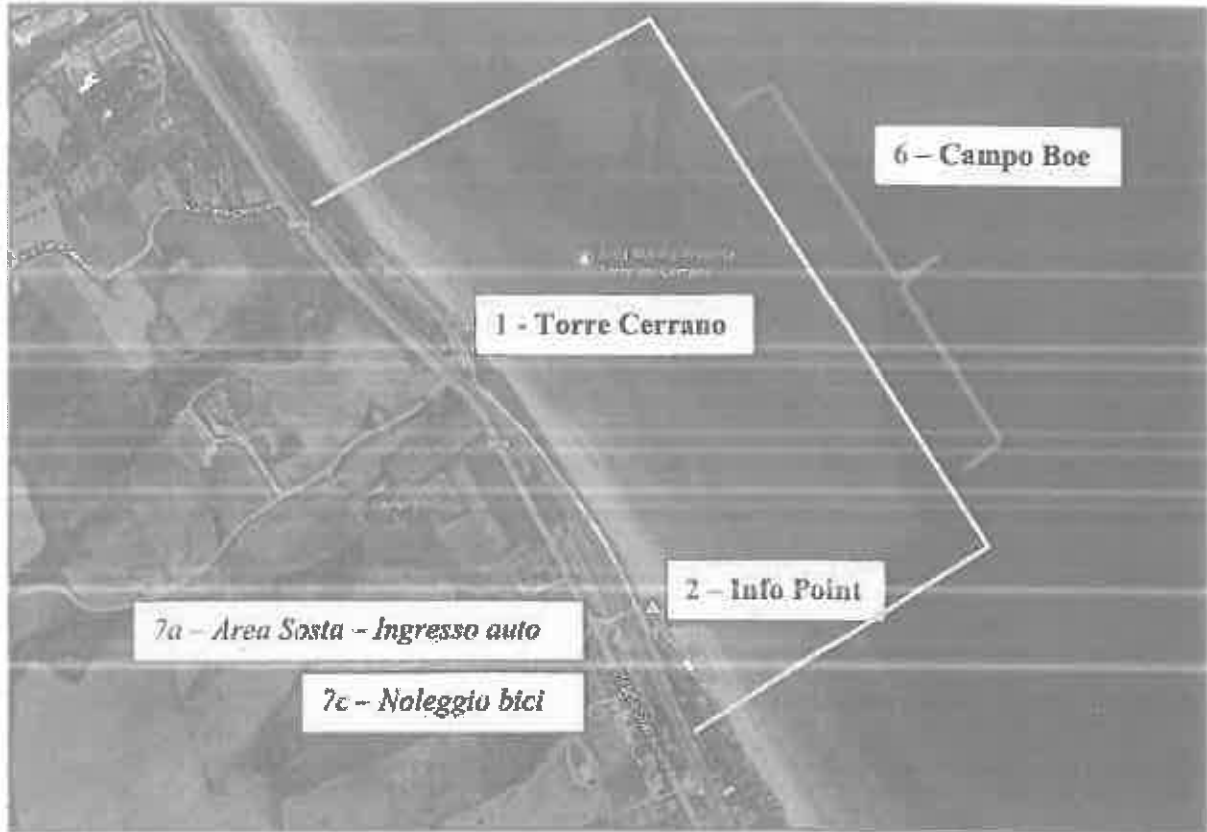 6 – Campo Boe
1 - Torre Cerrano
2 – Info Point
7a – Area Sosta – Ingresso auto
7c – Noleggio bici